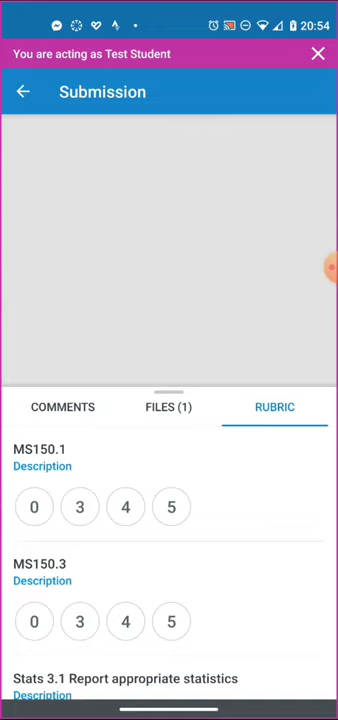 20:54
You are acting as Test Student
Submission
COMMENTS FILES (1) RUBRIC
MS150.1
Description
0 3 4 5
MS150.3
Description
0 3 4 5
Stats 3.1 Report appropriate statistics
Description